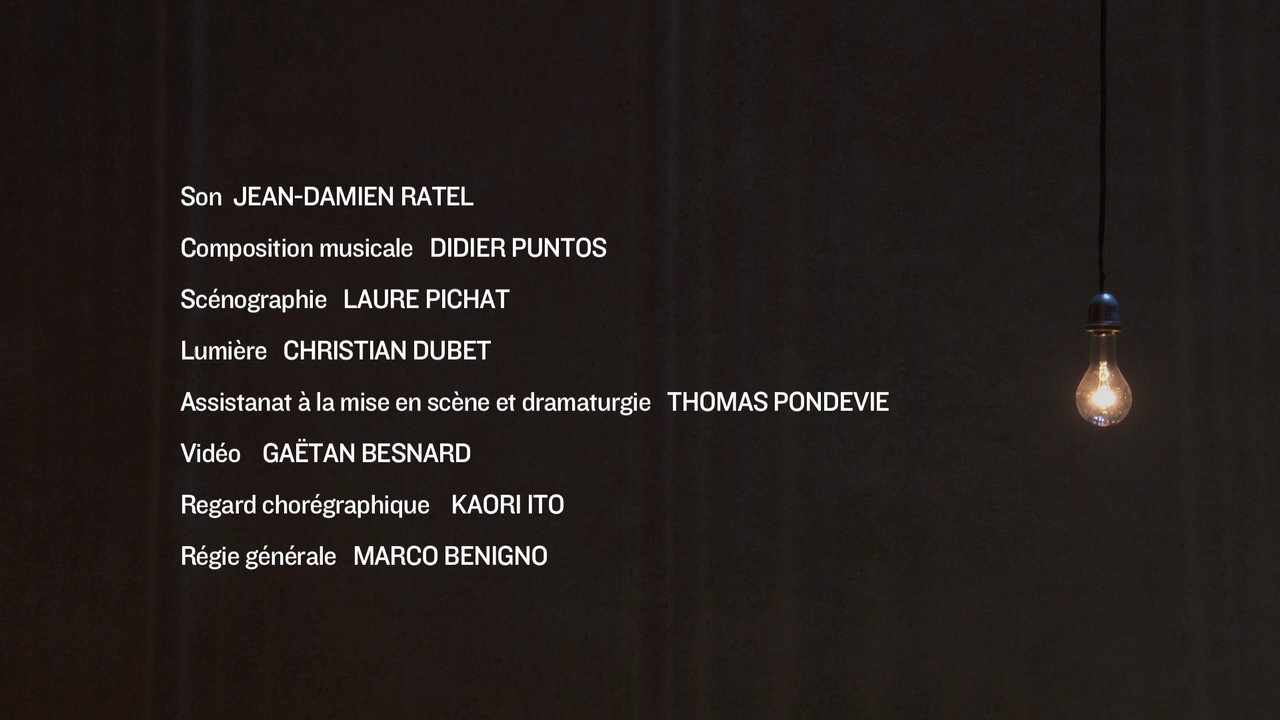 Son JEAN-DAMIEN RATEL
Composition musicale DIDIER PUNTOS
Scénographie LAURE PICHAT
Lumière CHRISTIAN DUBET
Assistanat à la mise en scène et dramaturgie THOMAS PONDEVIE
Vidéo GAËTAN BESNARD
Regard chorégraphique KAORI ITO
Régie générale MARCO BENIGNO